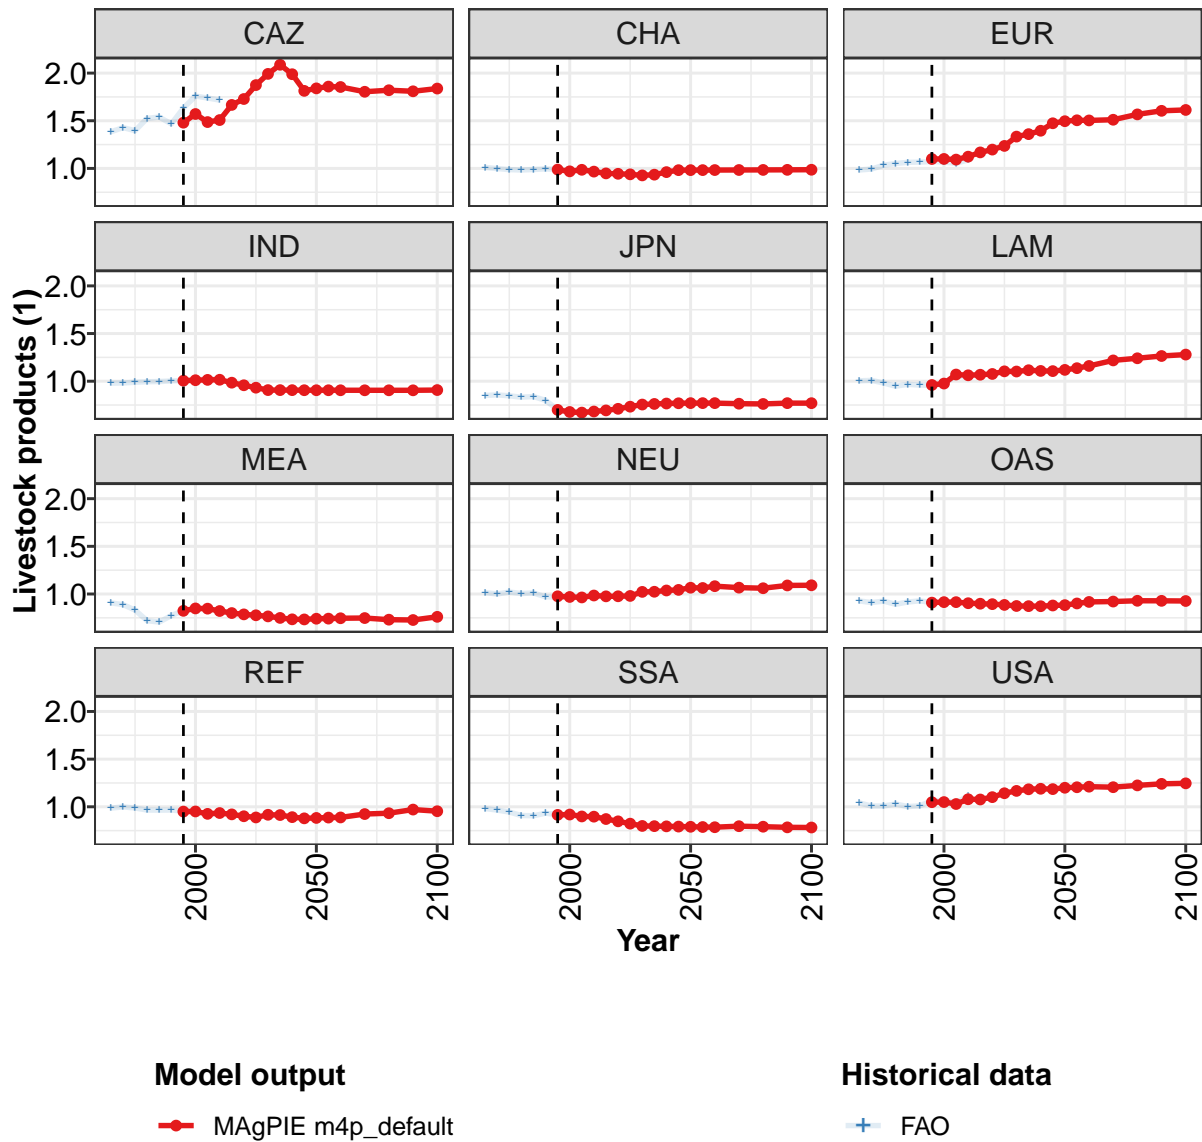 CAZ CHA EUR
2.0
1.5
1.0
IND JPN LAM
2.0
1.5
1.0
MEA NEU OAS
2.0
1.5
1.0
REF SSA USA
2.0
1.5
1.0
Livestock products (1)
2000 2050 2100 2000 2050 2100 2000 2050 2100
Year
Model output Historical data
MAgPIE m4p_default FAO